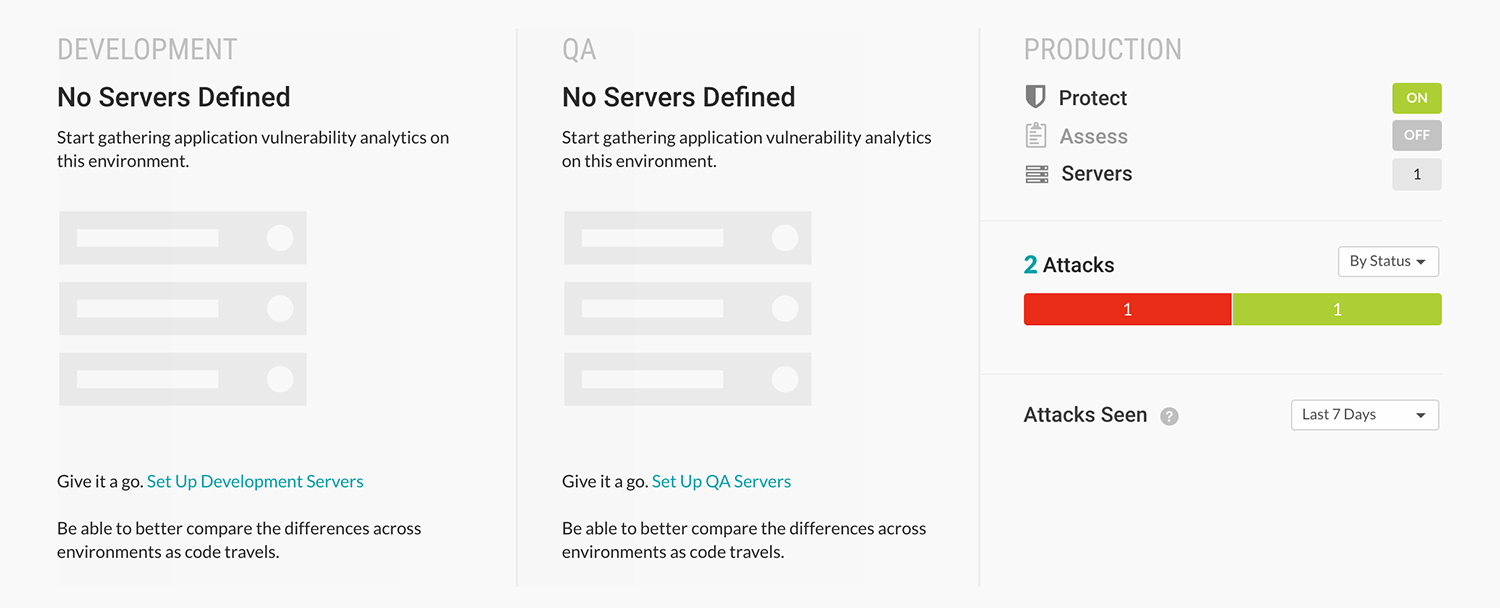 DEVELOPMENT
No Servers Defined
Start gathering application vulnerability analytics on
this environment.
Give it a go. Set Up Development Servers
Be able to better compare the differences across
environments as code travels.
QA
No Servers Defined
Start gathering application vulnerability analytics
on this environment.
Give it a go. Set Up QA Servers
Be able to better compare the differences across
environments as code travels.
PRODUCTION
Protect ON
Assess OFF
Servers 1
2 Attacks By Status
1 1
Attacks Seen ? Last 7 Days